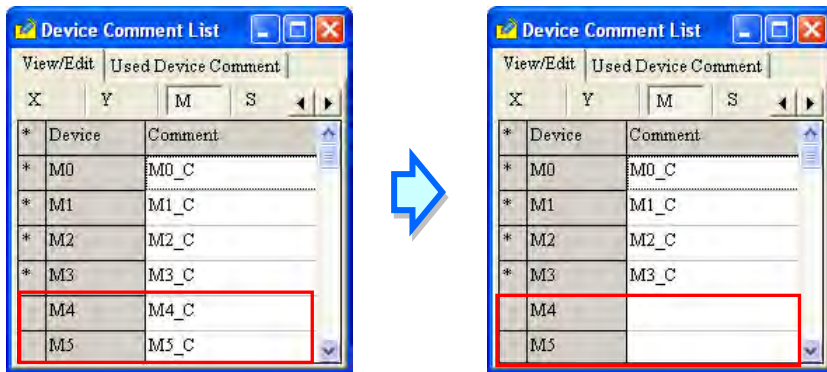 Device Comment List
View/Edit Used Device Comment
X Y M S
* Device Comment
* M0 M0_C
* M1 M1_C
* M2 M2_C
* M3 M3_C
M4 M4_C
M5 M5_C
Device Comment List
View/Edit Used Device Comment
X Y M S
* Device Comment
* M0 M0_C
* M1 M1_C
* M2 M2_C
* M3 M3_C
M4
M5